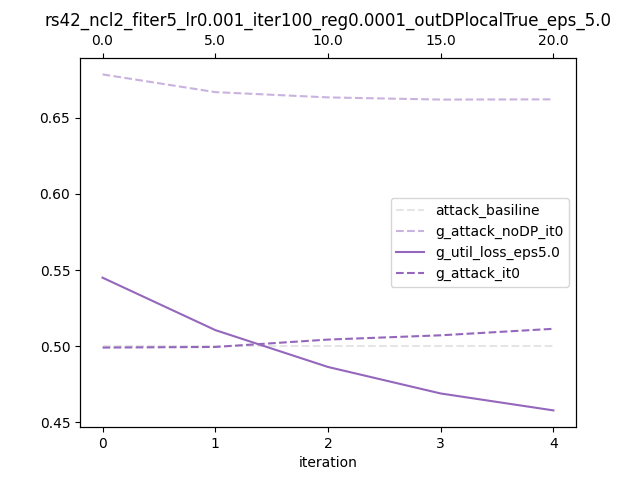 rs42_ncl2_fiter5_lr0.001_iter100_reg0.0001_outDPlocalTrue_eps_5.0
0.0 5.0 10.0 15.0 20.0
0.65
0.60
0.55
0.50
0.45
attack_basiline
g_attack_noDP_it0
g_util_loss_eps5.0
g_attack_it0
0 1 2 3 4
iteration